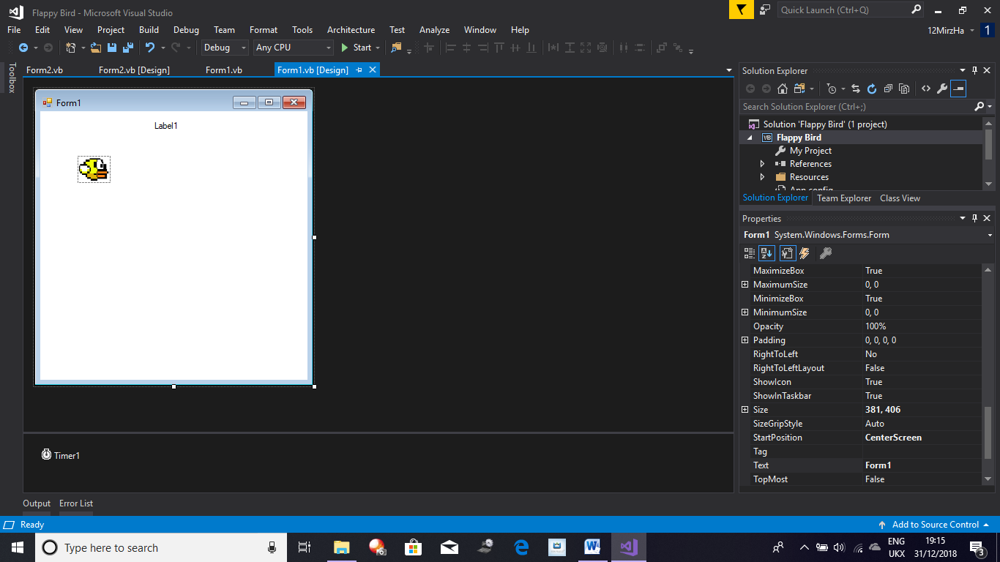 Flappy Bird - Microsoft Visual Studio
Quick Launch (Ctrl+Q)
File Edit View Project Build Debug Team Format Tools Architecture Test Analyze Window Help
12MirzHa 1
Debug Any CPU Start
Toolbox
Form2.vb Form2.vb [Design] Form1.vb Form1.vb [Design]
Form1
Label1
Timer1
Solution Explorer
Search Solution Explorer (Ctrl+;)
Solution 'Flappy Bird' (1 project)
VB Flappy Bird
My Project
References
Resources
App.config
Solution Explorer Team Explorer Class View
Properties
Form1 System.Windows.Forms.Form
MaximizeBox True
MaximumSize 0, 0
MinimizeBox True
MinimumSize 0, 0
Opacity 100%
Padding 0, 0, 0, 0
RightToLeft No
RightToLeftLayout False
ShowIcon True
ShowInTaskbar True
Size 381, 406
SizeGripStyle Auto
StartPosition CenterScreen
Tag
Text Form1
TopMost False
Output Error List
Ready
Add to Source Control
Type here to search
ENG
UKX
19:15
31/12/2018
3